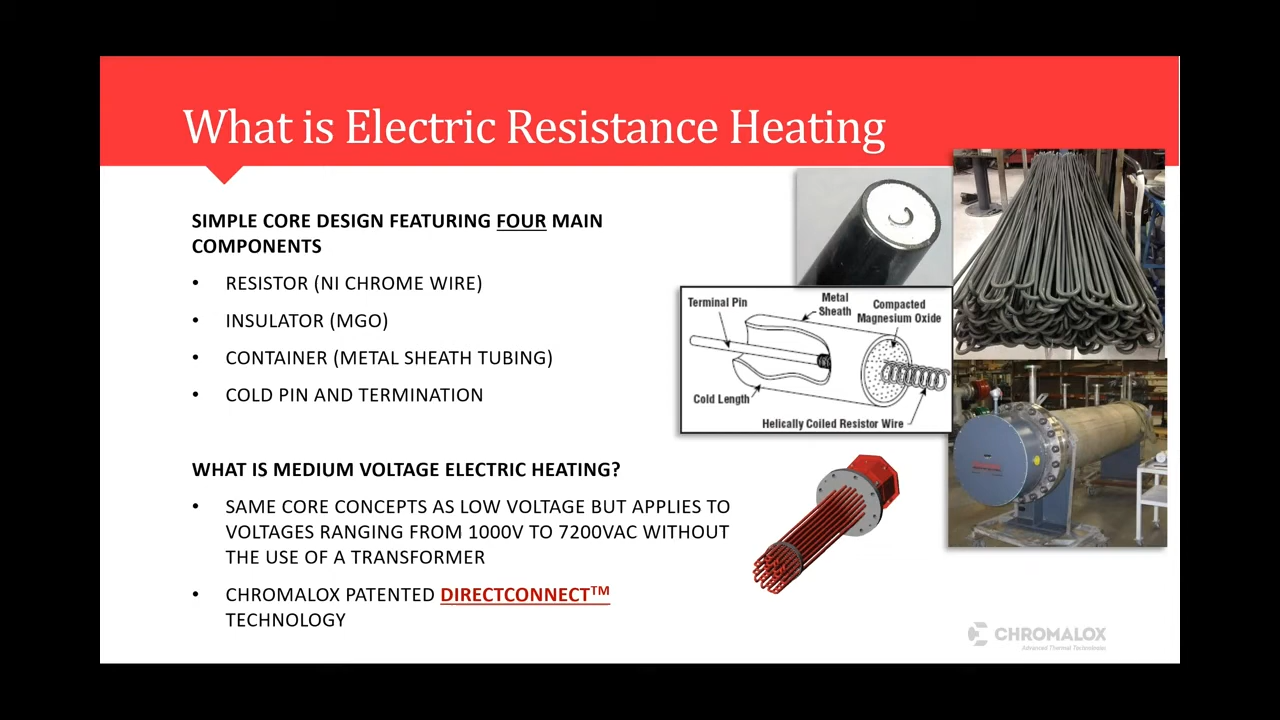 What is Electric Resistance Heating
SIMPLE CORE DESIGN FEATURING FOUR MAIN
COMPONENTS
• RESISTOR (NI CHROME WIRE)
• INSULATOR (MGO)
• CONTAINER (METAL SHEATH TUBING)
• COLD PIN AND TERMINATION
WHAT IS MEDIUM VOLTAGE ELECTRIC HEATING?
• SAME CORE CONCEPTS AS LOW VOLTAGE BUT APPLIES TO
VOLTAGES RANGING FROM 1000V TO 7200VAC WITHOUT
THE USE OF A TRANSFORMER
• CHROMALOX PATENTED DIRECTCONNECT™
TECHNOLOGY
Terminal Pin
Metal
Sheath
Compacted
Magnesium Oxide
Cold Length
Helically Coiled Resistor Wire
CHROMALOX
Advanced Thermal Technologies